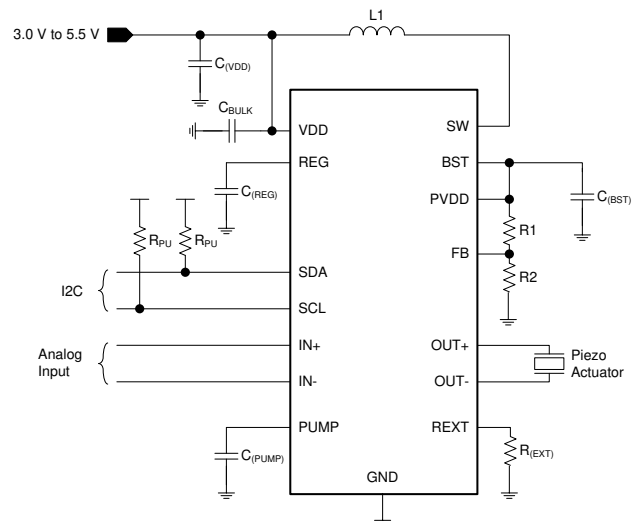 L1
3.0 V to 5.5 V
C(VDD)
CBULK
VDD
SW
REG
BST
C(REG)
PVDD
C(BST)
RPU
RPU
R1
FB
SDA
R2
I2C
SCL
Analog
Input
IN+
OUT+
Piezo
Actuator
IN-
OUT-
PUMP
REXT
C(PUMP)
R(EXT)
GND